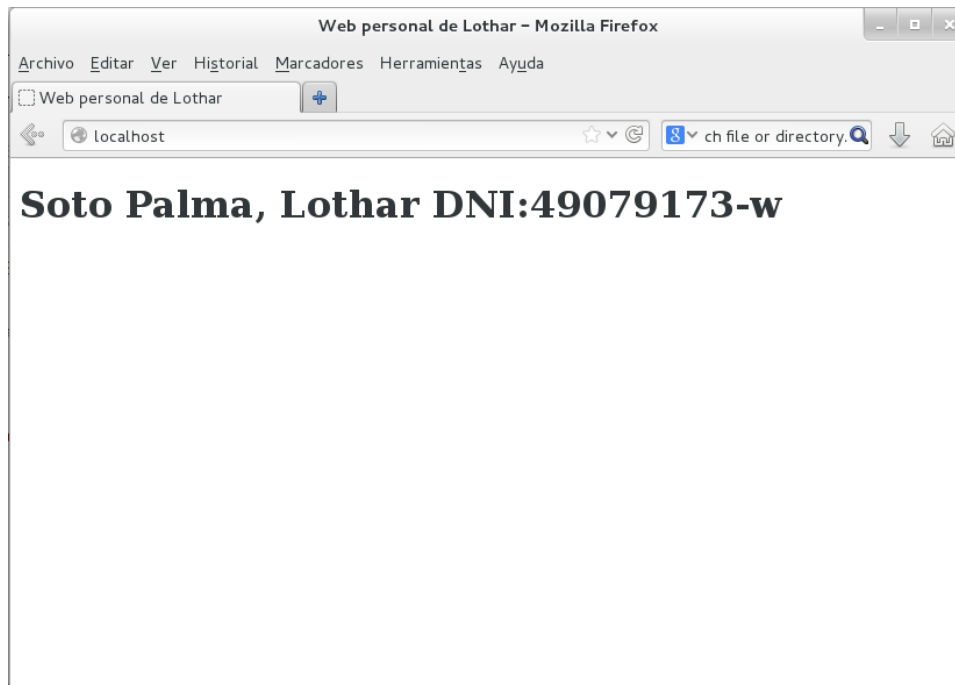 Web personal de Lothar – Mozilla Firefox
Archivo Editar Ver Historial Marcadores Herramientas Ayuda
Web personal de Lothar
localhost ch file or directory.
Soto Palma, Lothar DNI:49079173-w